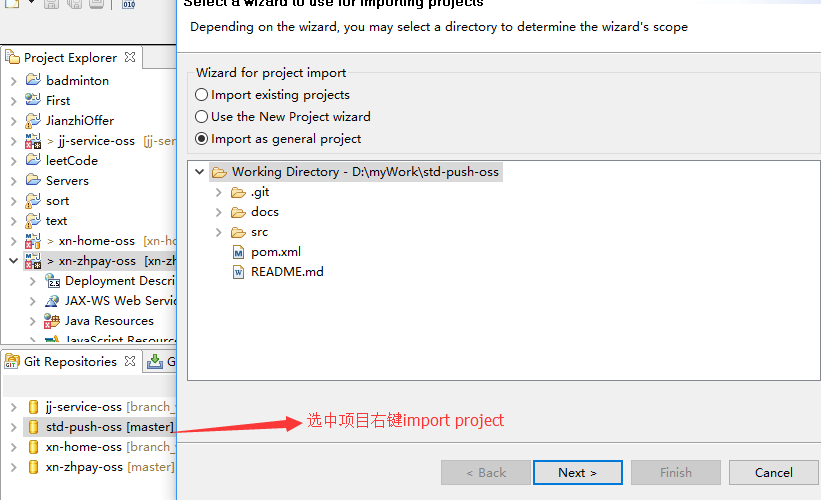 Select a wizard to use for importing projects
Depending on the wizard, you may select a directory to determine the wizard's scope
Project Explorer
badminton
First
JianzhiOffer
> jj-service-oss [jj-serv
leetCode
Servers
sort
text
> xn-home-oss [xn-ho
> xn-zhpay-oss [xn-zh
Deployment Descri
JAX-WS Web Servic
Java Resources
JavaScript Resource
Wizard for project import
Import existing projects
Use the New Project wizard
Import as general project
Working Directory - D:\myWork\std-push-oss
.git
docs
src
pom.xml
README.md
Git Repositories
G
jj-service-oss [branch_
std-push-oss [master]
xn-home-oss [branch_
xn-zhpay-oss [master]
选中项目右键import project
< Back
Next >
Finish
Cancel